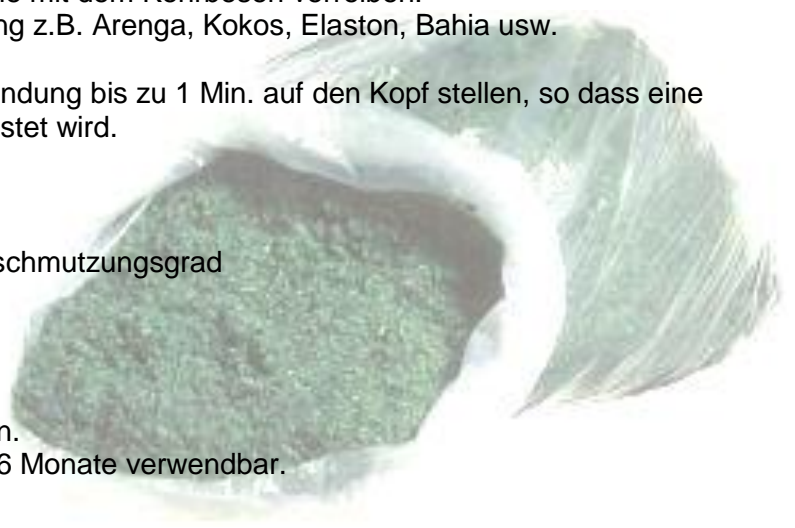 ng z.B. Arenga, Kokos, Elaston, Bahia usw.
ndung bis zu 1 Min. auf den Kopf stellen, so dass eine
stet wird.
schmutzungsgrad
n.
6 Monate verwendbar.